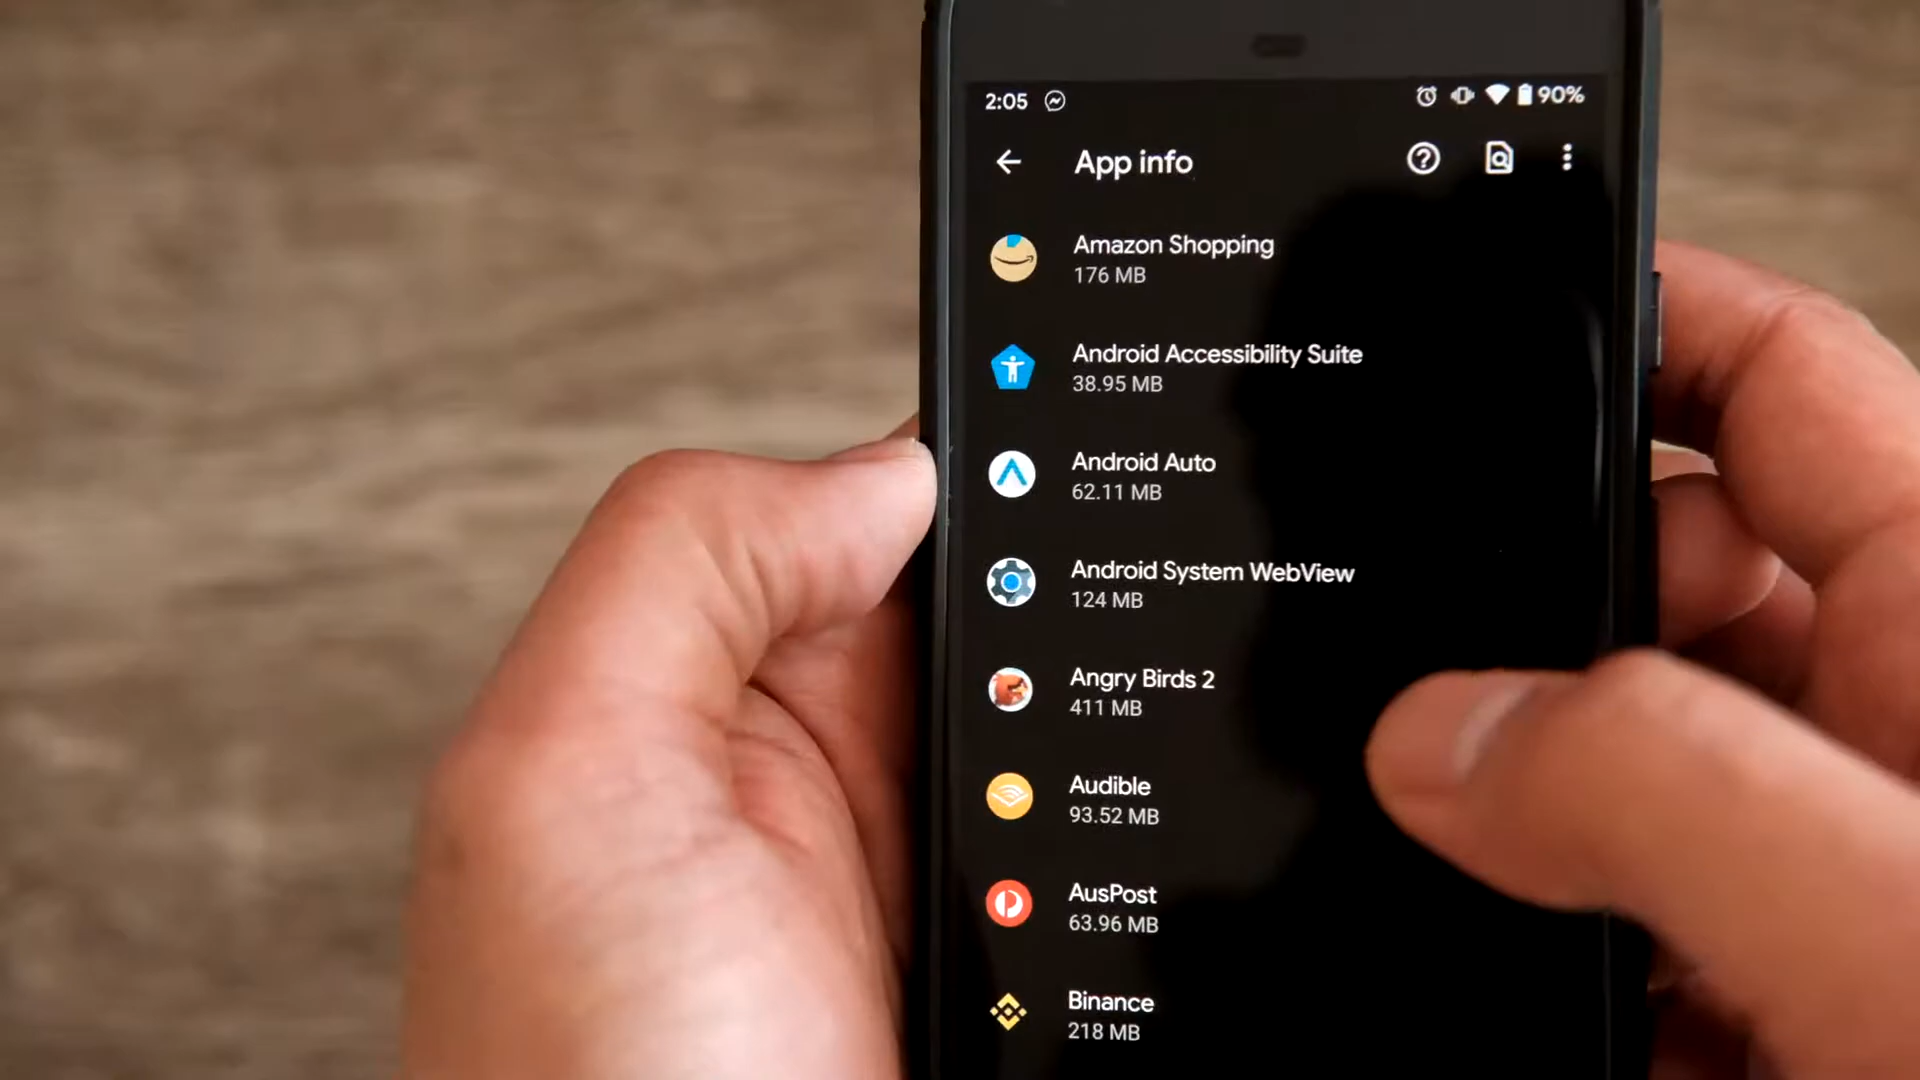 2:05
90%
App info
Amazon Shopping
176 MB
Android Accessibility Suite
38.95 MB
Android Auto
62.11 MB
Android System WebView
124 MB
Angry Birds 2
411 MB
Audible
93.52 MB
AusPost
63.96 MB
Binance
218 MB